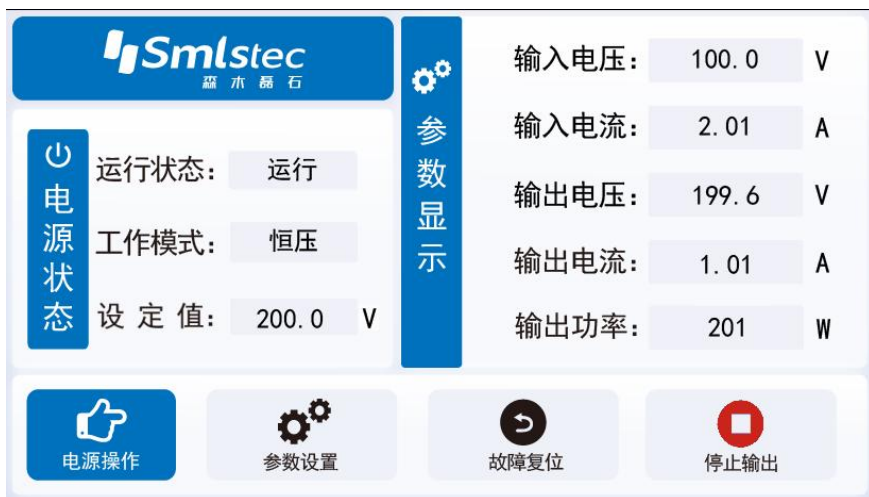 Smlstec
森木磊石
电源状态
运行状态： 运行
工作模式： 恒压
设定值： 200.0 V
参数显示
输入电压： 100.0 V
输入电流： 2.01 A
输出电压： 199.6 V
输出电流： 1.01 A
输出功率： 201 W
电源操作
参数设置
故障复位
停止输出